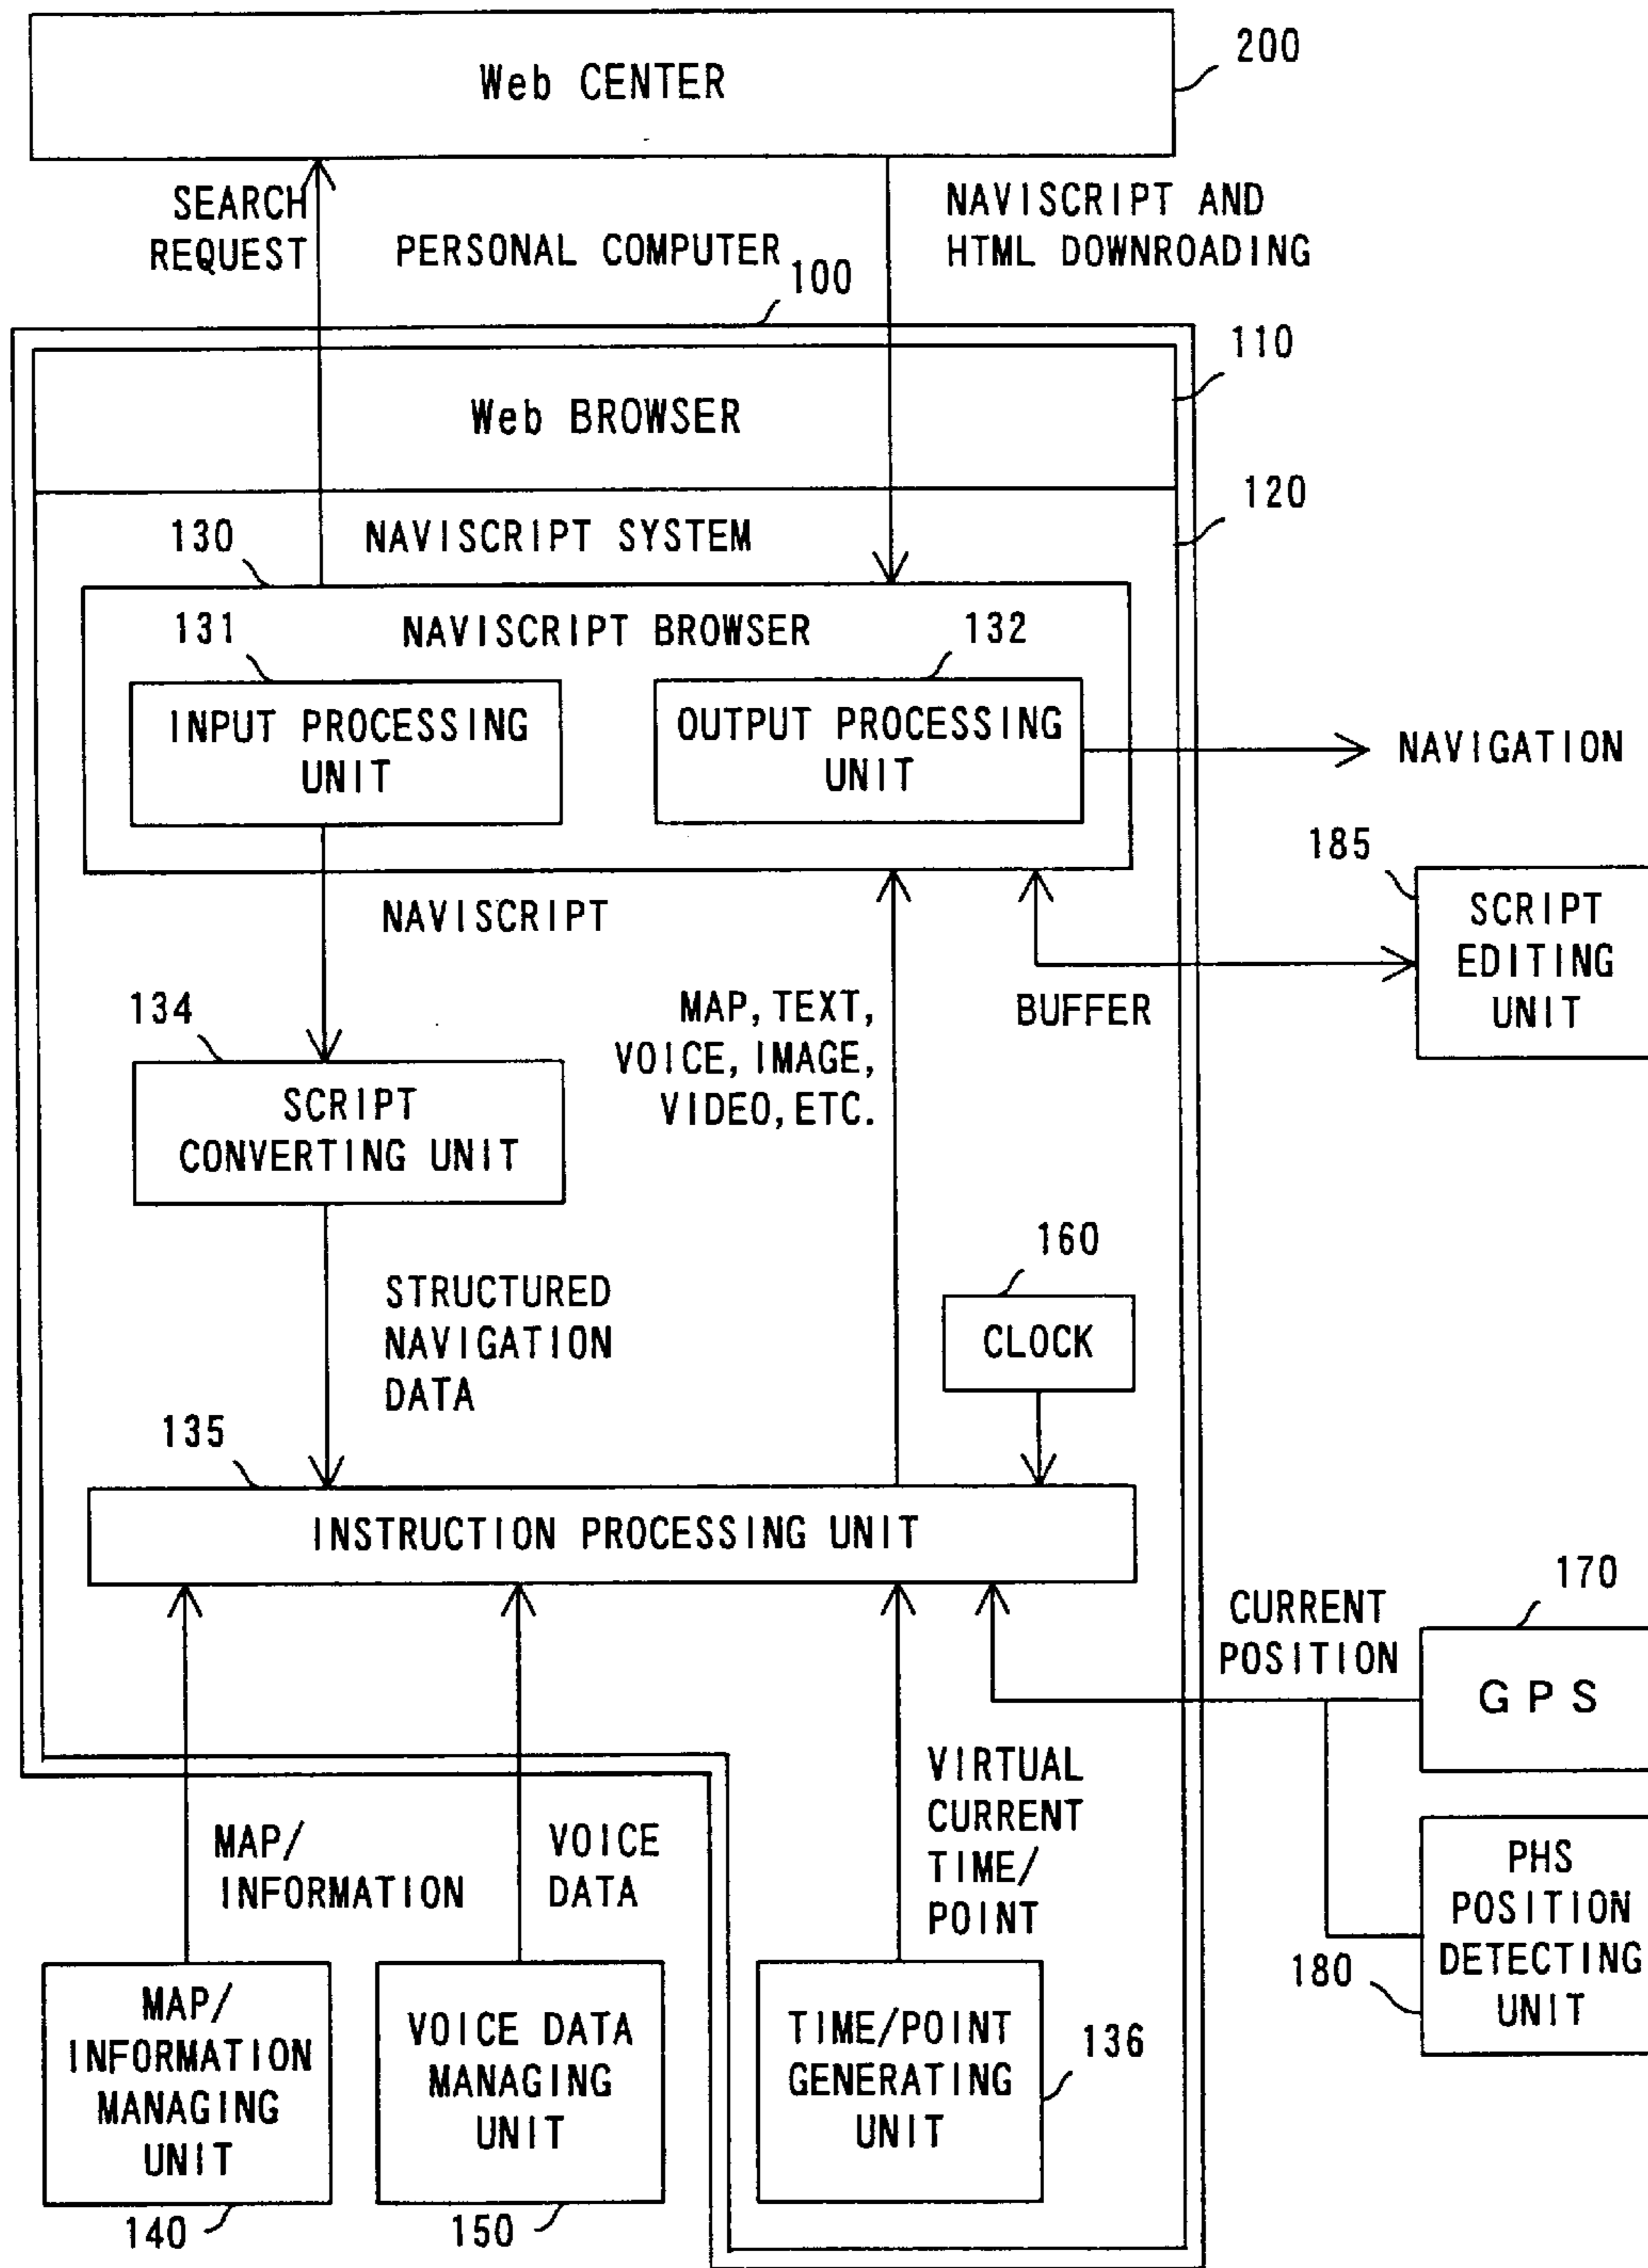 Web CENTER
200
SEARCH
REQUEST
PERSONAL COMPUTER
100
NAVISCRIPT AND
HTML DOWNROADING
110
Web BROWSER
120
130
NAVISCRIPT SYSTEM
131
NAVISCRIPT BROWSER
132
INPUT PROCESSING
UNIT
OUTPUT PROCESSING
UNIT
NAVIGATION
185
SCRIPT
EDITING
UNIT
NAVISCRIPT
BUFFER
134
MAP, TEXT,
VOICE, IMAGE,
VIDEO, ETC.
SCRIPT
CONVERTING UNIT
160
CLOCK
STRUCTURED
NAVIGATION
DATA
135
INSTRUCTION PROCESSING UNIT
170
CURRENT
POSITION
GPS
VIRTUAL
CURRENT
TIME/
POINT
MAP/
INFORMATION
VOICE
DATA
PHS
POSITION
DETECTING
UNIT
180
MAP/
INFORMATION
MANAGING
UNIT
VOICE DATA
MANAGING
UNIT
TIME/POINT
GENERATING
UNIT
136
140
150